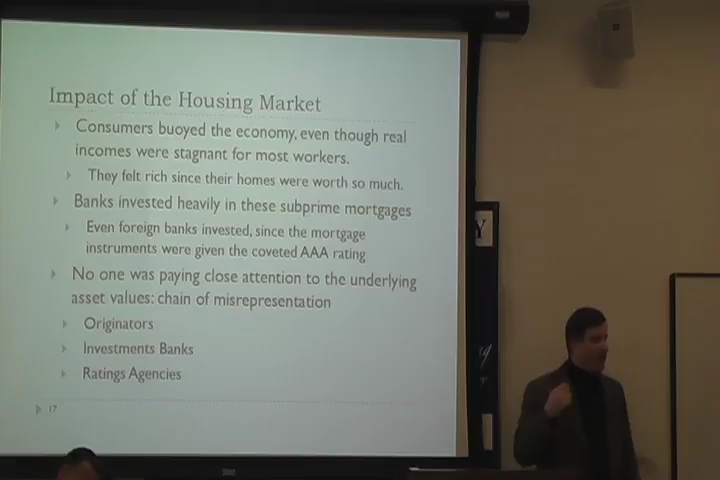 Impact of the Housing Market
Consumers buoyed the economy, even though real
incomes were stagnant for most workers.
They felt rich since their homes were worth so much.
Banks invested heavily in these subprime mortgages
Even foreign banks invested, since the mortgage
instruments were given the coveted AAA rating
No one was paying close attention to the underlying
asset values: chain of misrepresentation
Originators
Investments Banks
Ratings Agencies
17
Y